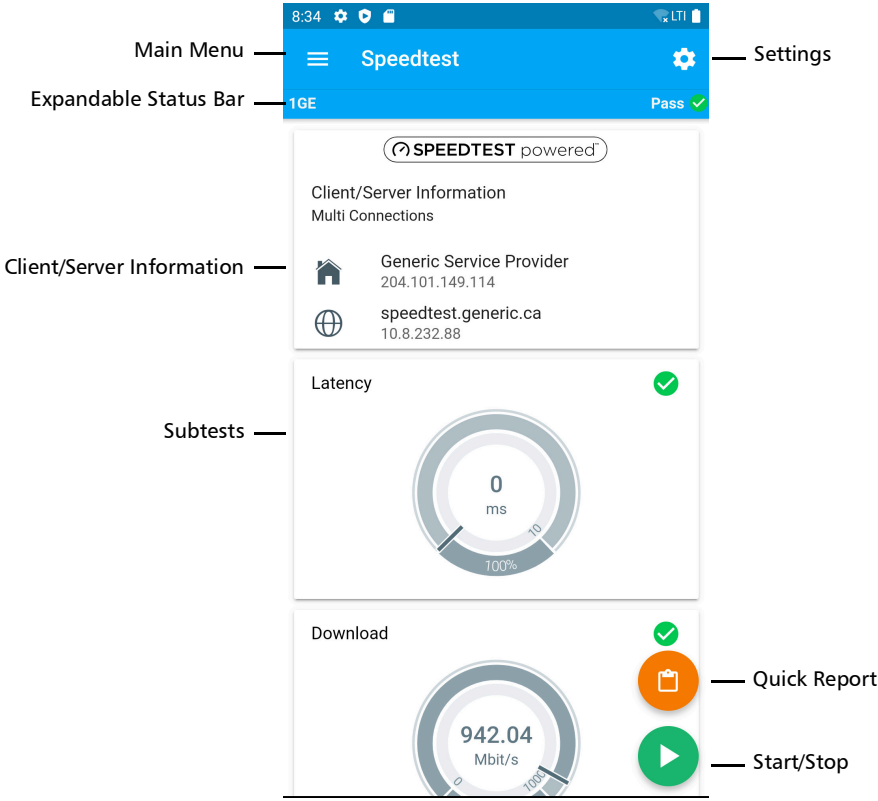 8:34
LTI
Main Menu
Speedtest
Settings
Expandable Status Bar
1GE
Pass
SPEEDTEST powered™
Client/Server Information
Multi Connections
Client/Server Information
Generic Service Provider
204.101.149.114
speedtest.generic.ca
10.8.232.88
Latency
Subtests
0
ms
10
100%
Download
Quick Report
942.04
Mbit/s
0
1000
Start/Stop